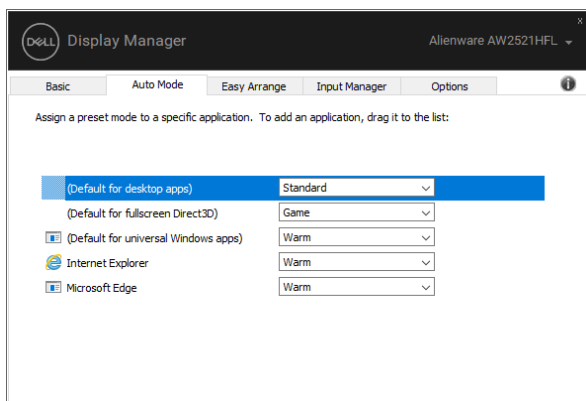 x
DELL Display Manager Alienware AW2521HFL
Basic Auto Mode Easy Arrange Input Manager Options i
Assign a preset mode to a specific application. To add an application, drag it to the list:
(Default for desktop apps) Standard
(Default for fullscreen Direct3D) Game
(Default for universal Windows apps) Warm
Internet Explorer Warm
Microsoft Edge Warm